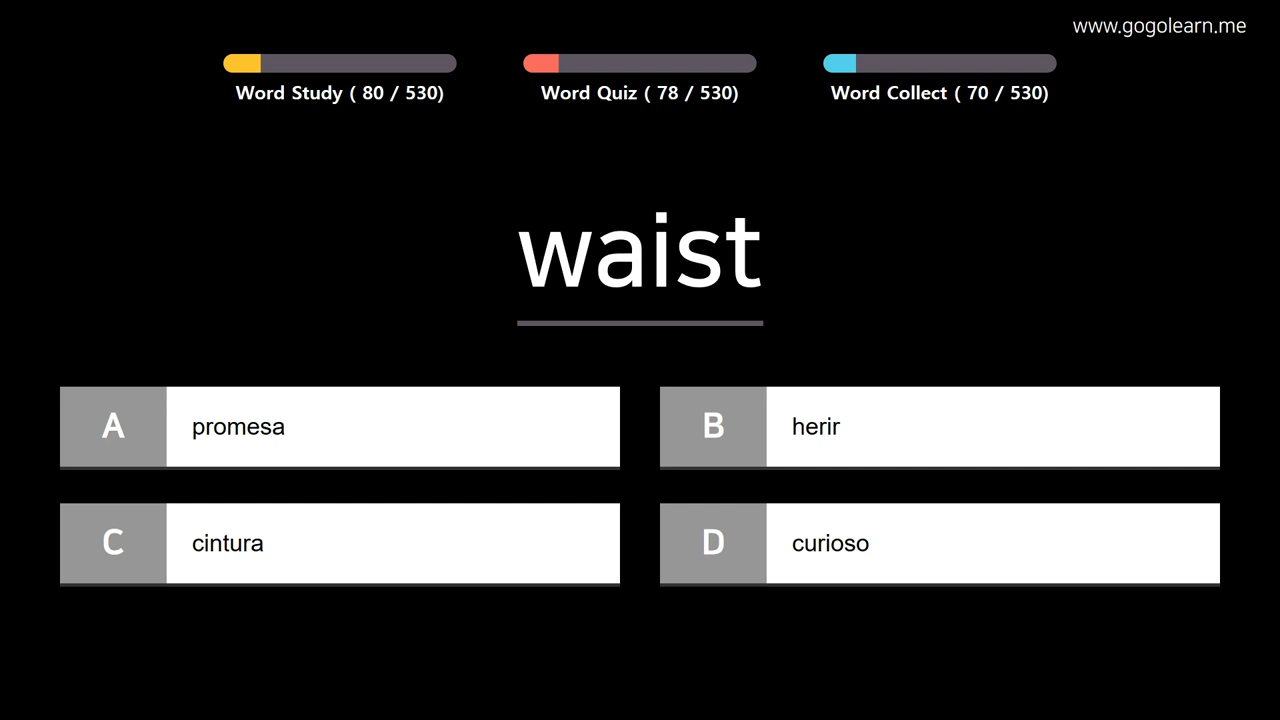 www.gogolearn.me
Word Study ( 80 / 530)
Word Quiz ( 78 / 530)
Word Collect ( 70 / 530)
waist
A promesa
B herir
C cintura
D curioso